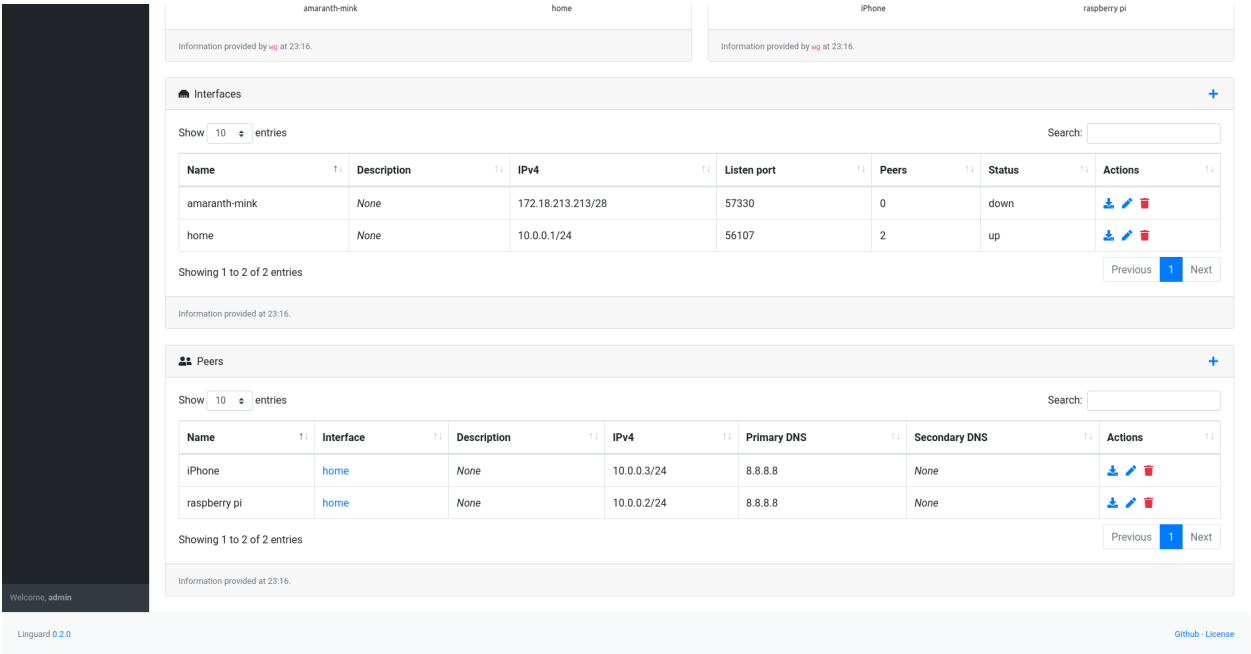 amaranth-mink home iPhone raspberry pi
Information provided by wg at 23:16. Information provided by wg at 23:16.
Interfaces +
Show 10 entries Search:
Name Description IPv4 Listen port Peers Status Actions
amaranth-mink None 172.18.213.213/28 57330 0 down
home None 10.0.0.1/24 56107 2 up
Showing 1 to 2 of 2 entries Previous 1 Next
Information provided at 23:16.
Peers +
Show 10 entries Search:
Name Interface Description IPv4 Primary DNS Secondary DNS Actions
iPhone home None 10.0.0.3/24 8.8.8.8 None
raspberry pi home None 10.0.0.2/24 8.8.8.8 None
Showing 1 to 2 of 2 entries Previous 1 Next
Information provided at 23:16.
Welcome, admin
Linguard 0.2.0 Github · License